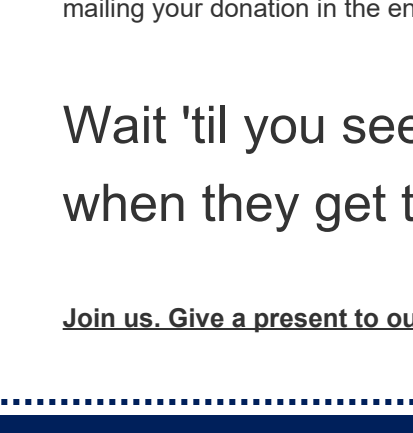 mailing your donation in the en
Wait 'til you see
when they get t
Join us. Give a present to ou